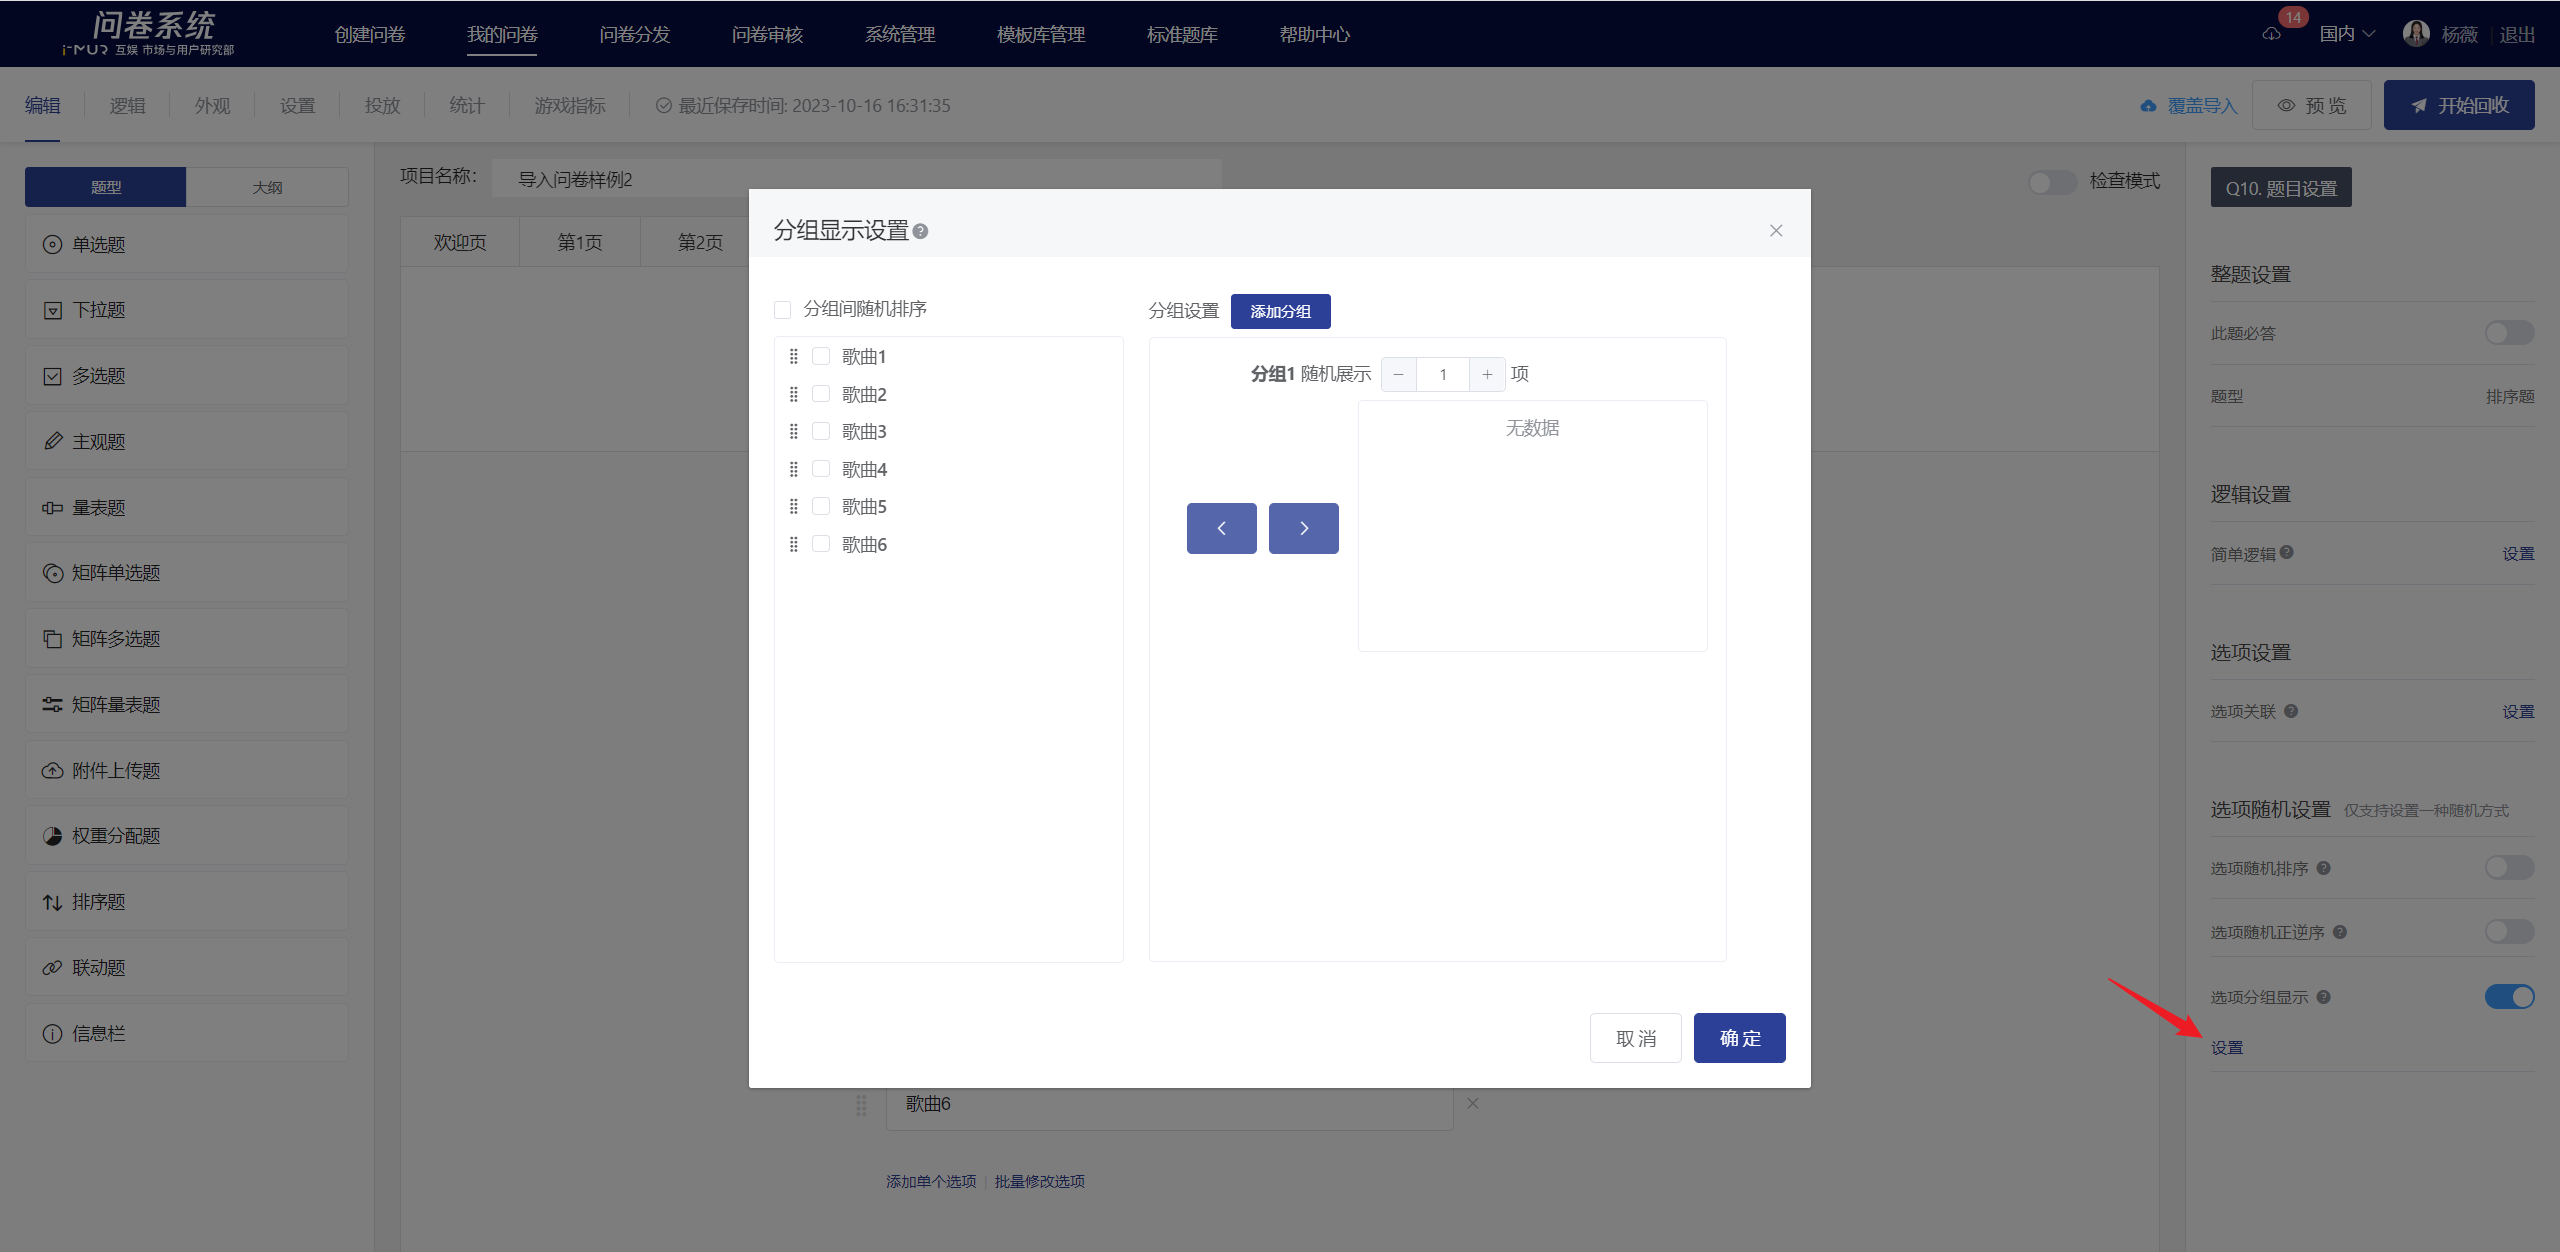 问卷系统
i-MUR 互娱 市场与用户研究部
创建问卷 我的问卷 问卷分发 问卷审核 系统管理 模板库管理 标准题库 帮助中心
14
国内
杨薇
退出
编辑 逻辑 外观 设置 投放 统计 游戏指标
最近保存时间: 2023-10-16 16:31:35
覆盖导入
预览
开始回收
题型 大纲
单选题
下拉题
多选题
主观题
量表题
矩阵单选题
矩阵多选题
矩阵量表题
附件上传题
权重分配题
排序题
联动题
信息栏
项目名称:
导入问卷样例2
检查模式
欢迎页 第1页 第2页
分组显示设置
分组间随机排序
歌曲1
歌曲2
歌曲3
歌曲4
歌曲5
歌曲6
分组设置 添加分组
分组1 随机展示 1 项
无数据
取消 确定
歌曲6
添加单个选项 | 批量修改选项
Q10. 题目设置
整题设置
此题必答
题型 排序题
逻辑设置
简单逻辑 设置
选项设置
选项关联 设置
选项随机设置 仅支持设置一种随机方式
选项随机排序
选项随机正逆序
选项分组显示
设置